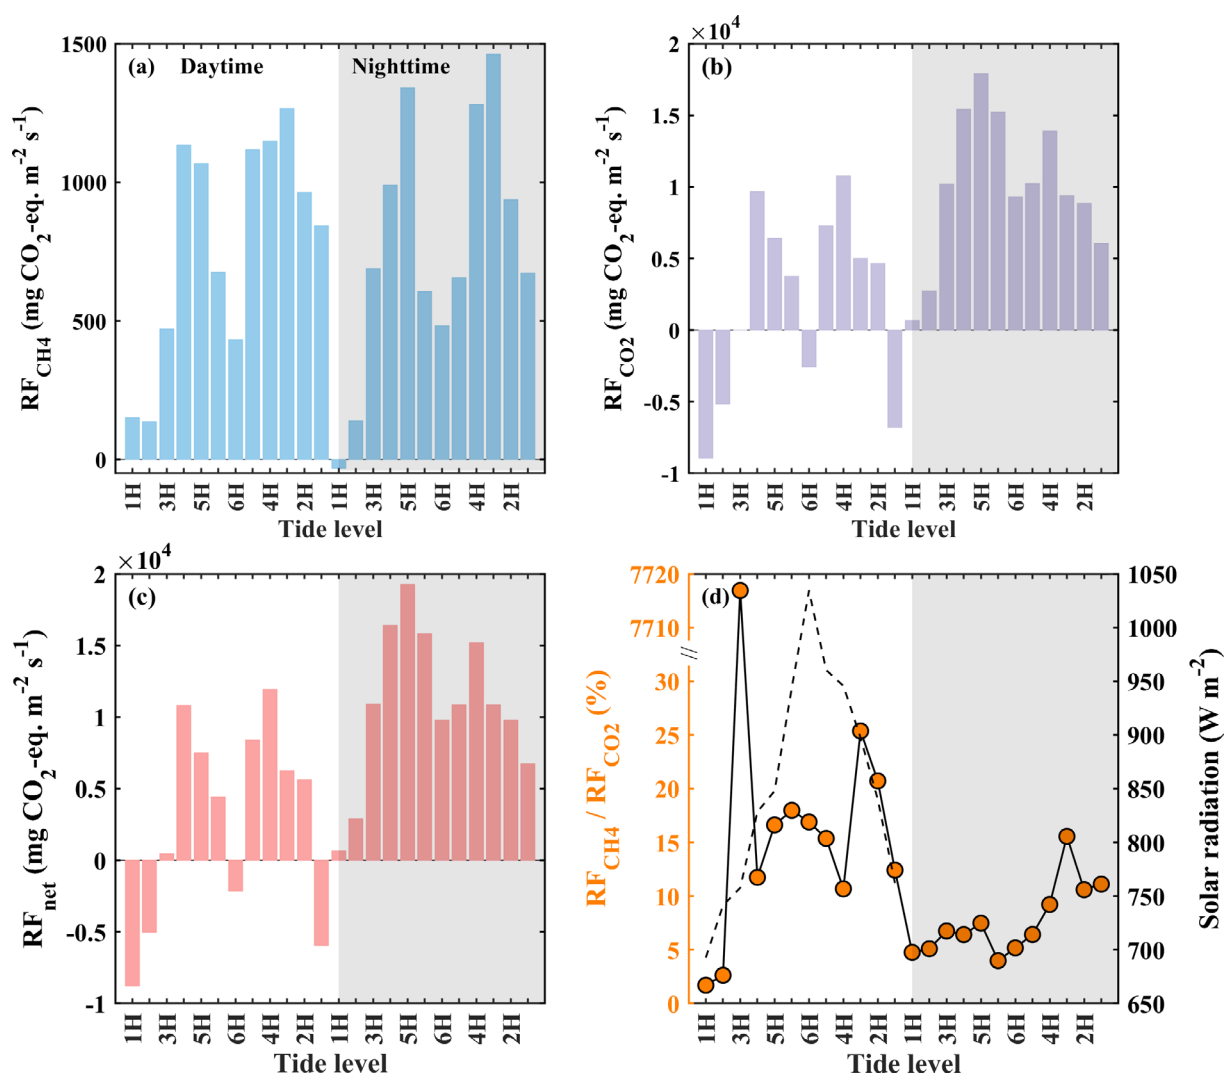 (a) Daytime Nighttime
1500
1000
500
0
RF_CH4 (mg CO2-eq. m-2 s-1)
1H 3H 5H 6H 4H 2H 1H 3H 5H 6H 4H 2H
Tide level
×10^4
(b)
2
1.5
1
0.5
0
-0.5
-1
RF_CO2 (mg CO2-eq. m-2 s-1)
1H 3H 5H 6H 4H 2H 1H 3H 5H 6H 4H 2H
Tide level
×10^4
(c)
2
1.5
1
0.5
0
-0.5
-1
RF_net (mg CO2-eq. m-2 s-1)
1H 3H 5H 6H 4H 2H 1H 3H 5H 6H 4H 2H
Tide level
(d)
7720
7710
30
25
20
15
10
5
0
RF_CH4 / RF_CO2 (%)
1050
1000
950
900
850
800
750
700
650
Solar radiation (W m-2)
1H 3H 5H 6H 4H 2H 1H 3H 5H 6H 4H 2H
Tide level